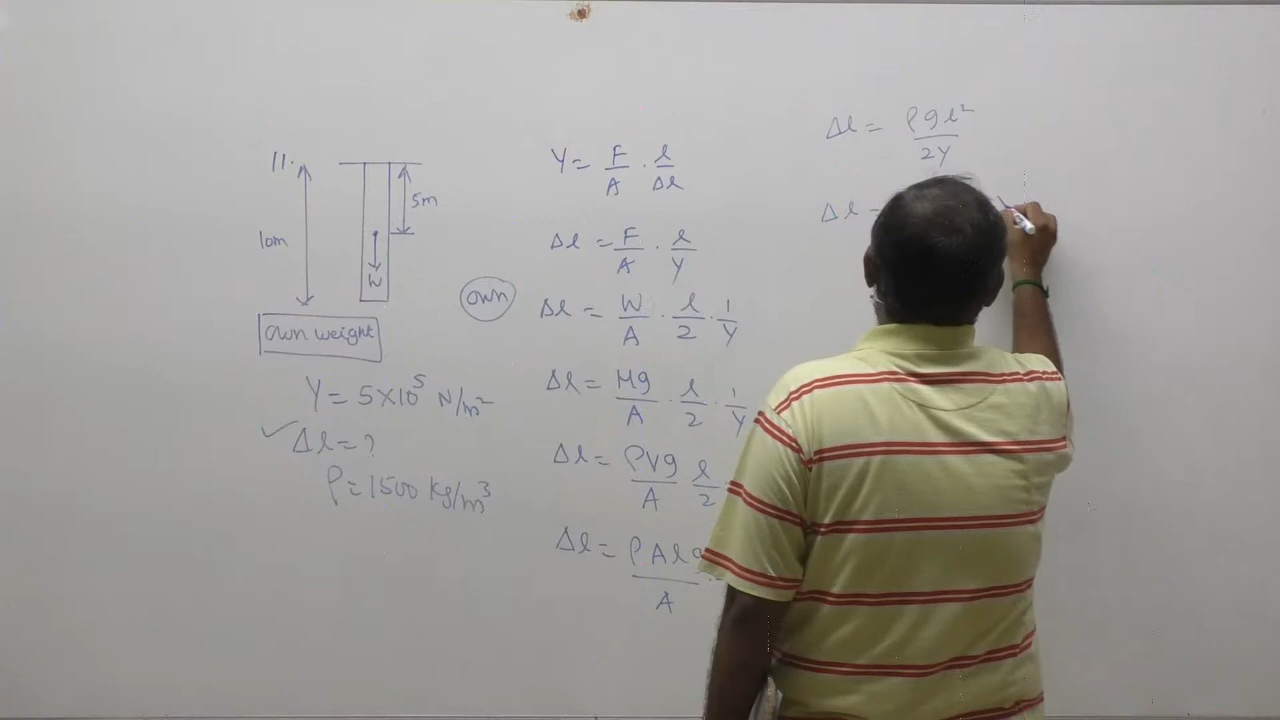 11.
10m
5m
W
own weight
Y = 5×10⁵ N/m²
✓ Δl = ?
ρ = 1500 kg/m³
own
Y = F/A · l/Δl
Δl = F/A · l/Y
Δl = W/A · l/2 · 1/Y
Δl = Mg/A · l/2 · 1/Y
Δl = ρVg/A l/2
Δl = ρAlg/A
Δl = ρgl²/2Y
Δl =